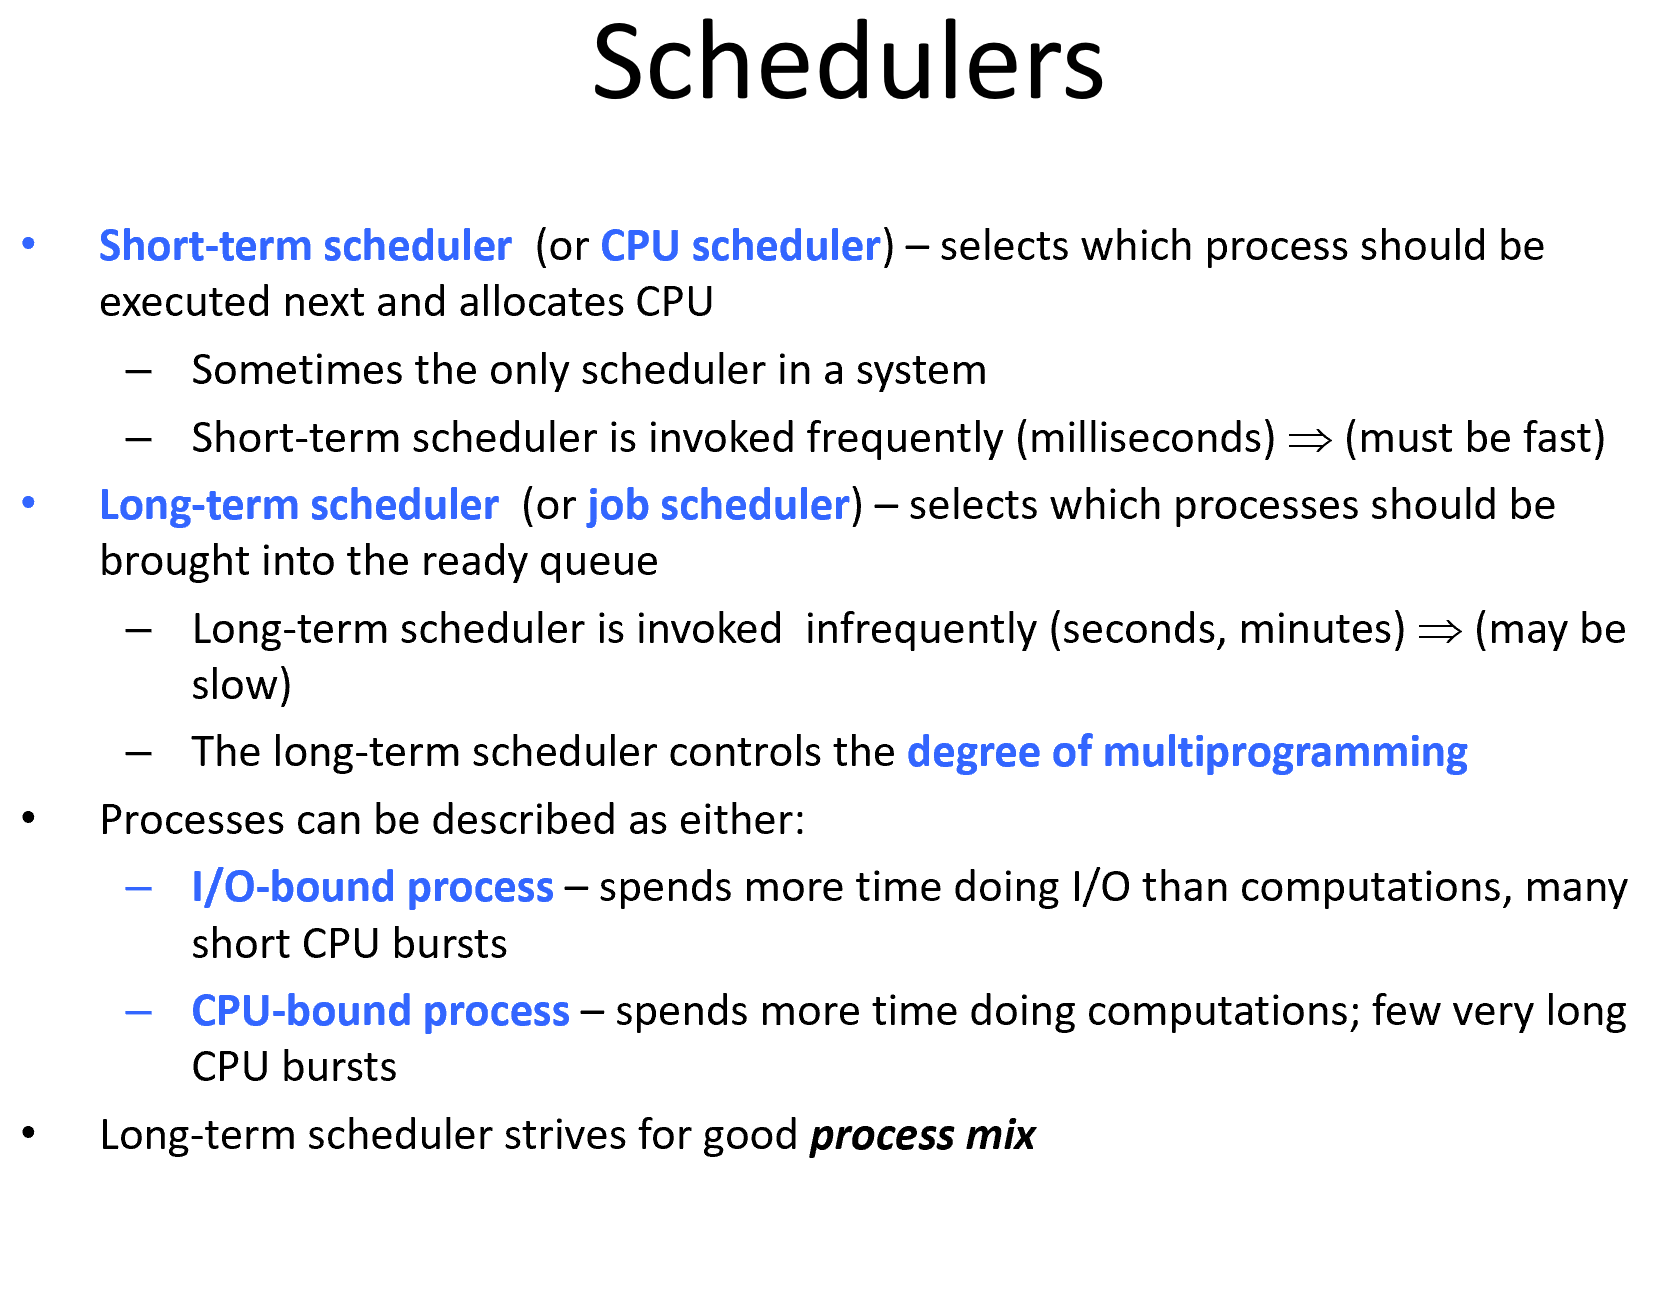 Schedulers
• Short-term scheduler (or CPU scheduler) – selects which process should be
executed next and allocates CPU
– Sometimes the only scheduler in a system
– Short-term scheduler is invoked frequently (milliseconds) ⇒ (must be fast)
• Long-term scheduler (or job scheduler) – selects which processes should be
brought into the ready queue
– Long-term scheduler is invoked infrequently (seconds, minutes) ⇒ (may be
slow)
– The long-term scheduler controls the degree of multiprogramming
• Processes can be described as either:
– I/O-bound process – spends more time doing I/O than computations, many
short CPU bursts
– CPU-bound process – spends more time doing computations; few very long
CPU bursts
• Long-term scheduler strives for good process mix